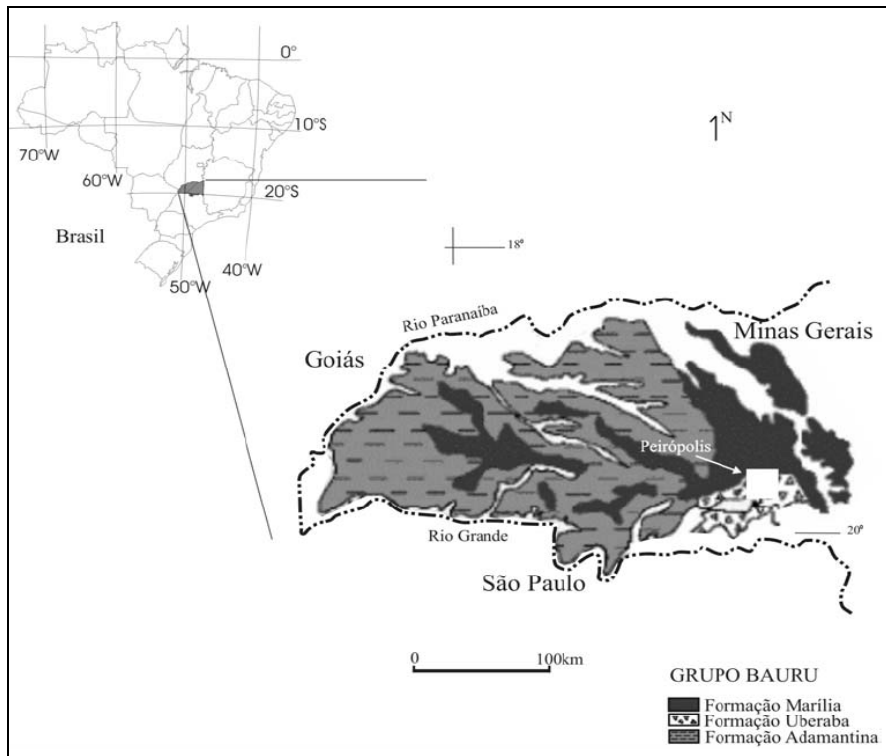 0°
10°S
70°W
60°W
20°S
Brasil
40°W
50°W
N
18°
Rio Paranaíba
Minas Gerais
Goiás
Peirópolis
Rio Grande
20°
São Paulo
0 100km
GRUPO BAURU
Formação Marília
Formação Uberaba
Formação Adamantina